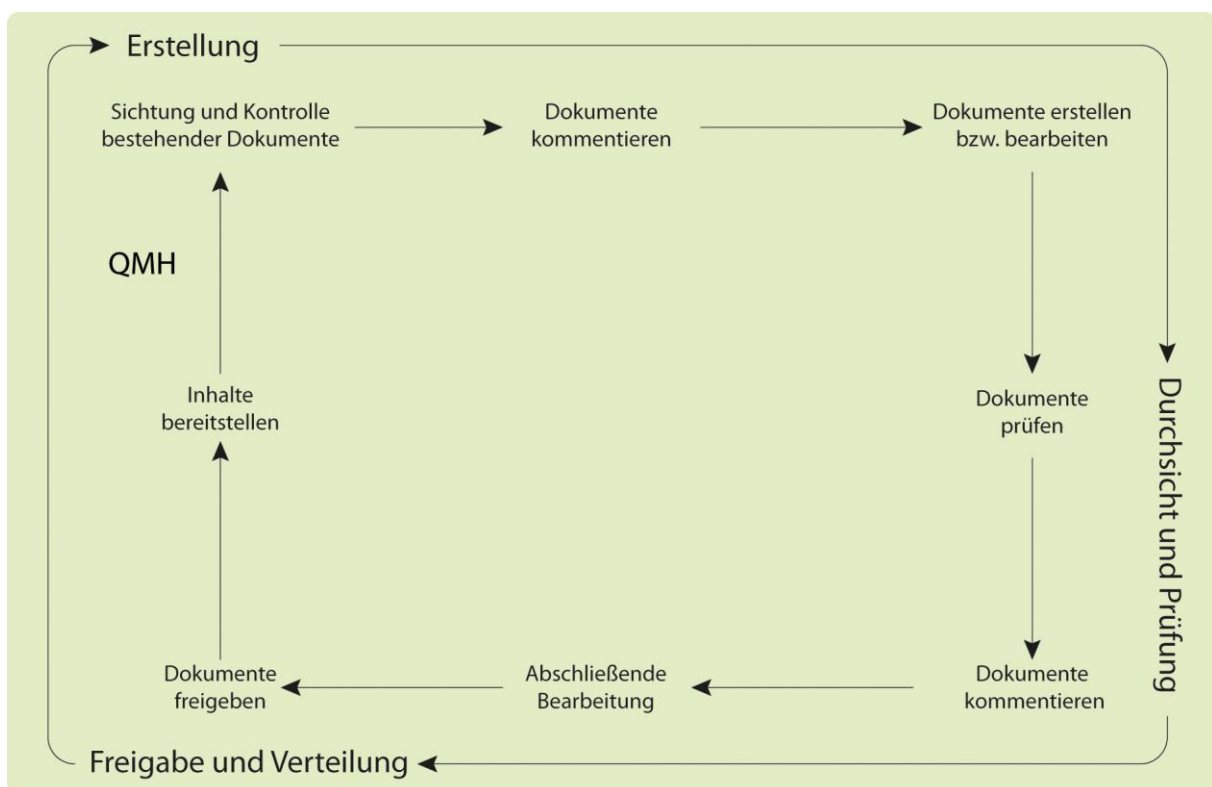 Erstellung
Sichtung und Kontrolle
bestehender Dokumente
Dokumente
kommentieren
Dokumente erstellen
bzw. bearbeiten
QMH
Inhalte
bereitstellen
Dokumente
prüfen
Durchsicht und Prüfung
Dokumente
freigeben
Abschließende
Bearbeitung
Dokumente
kommentieren
Freigabe und Verteilung